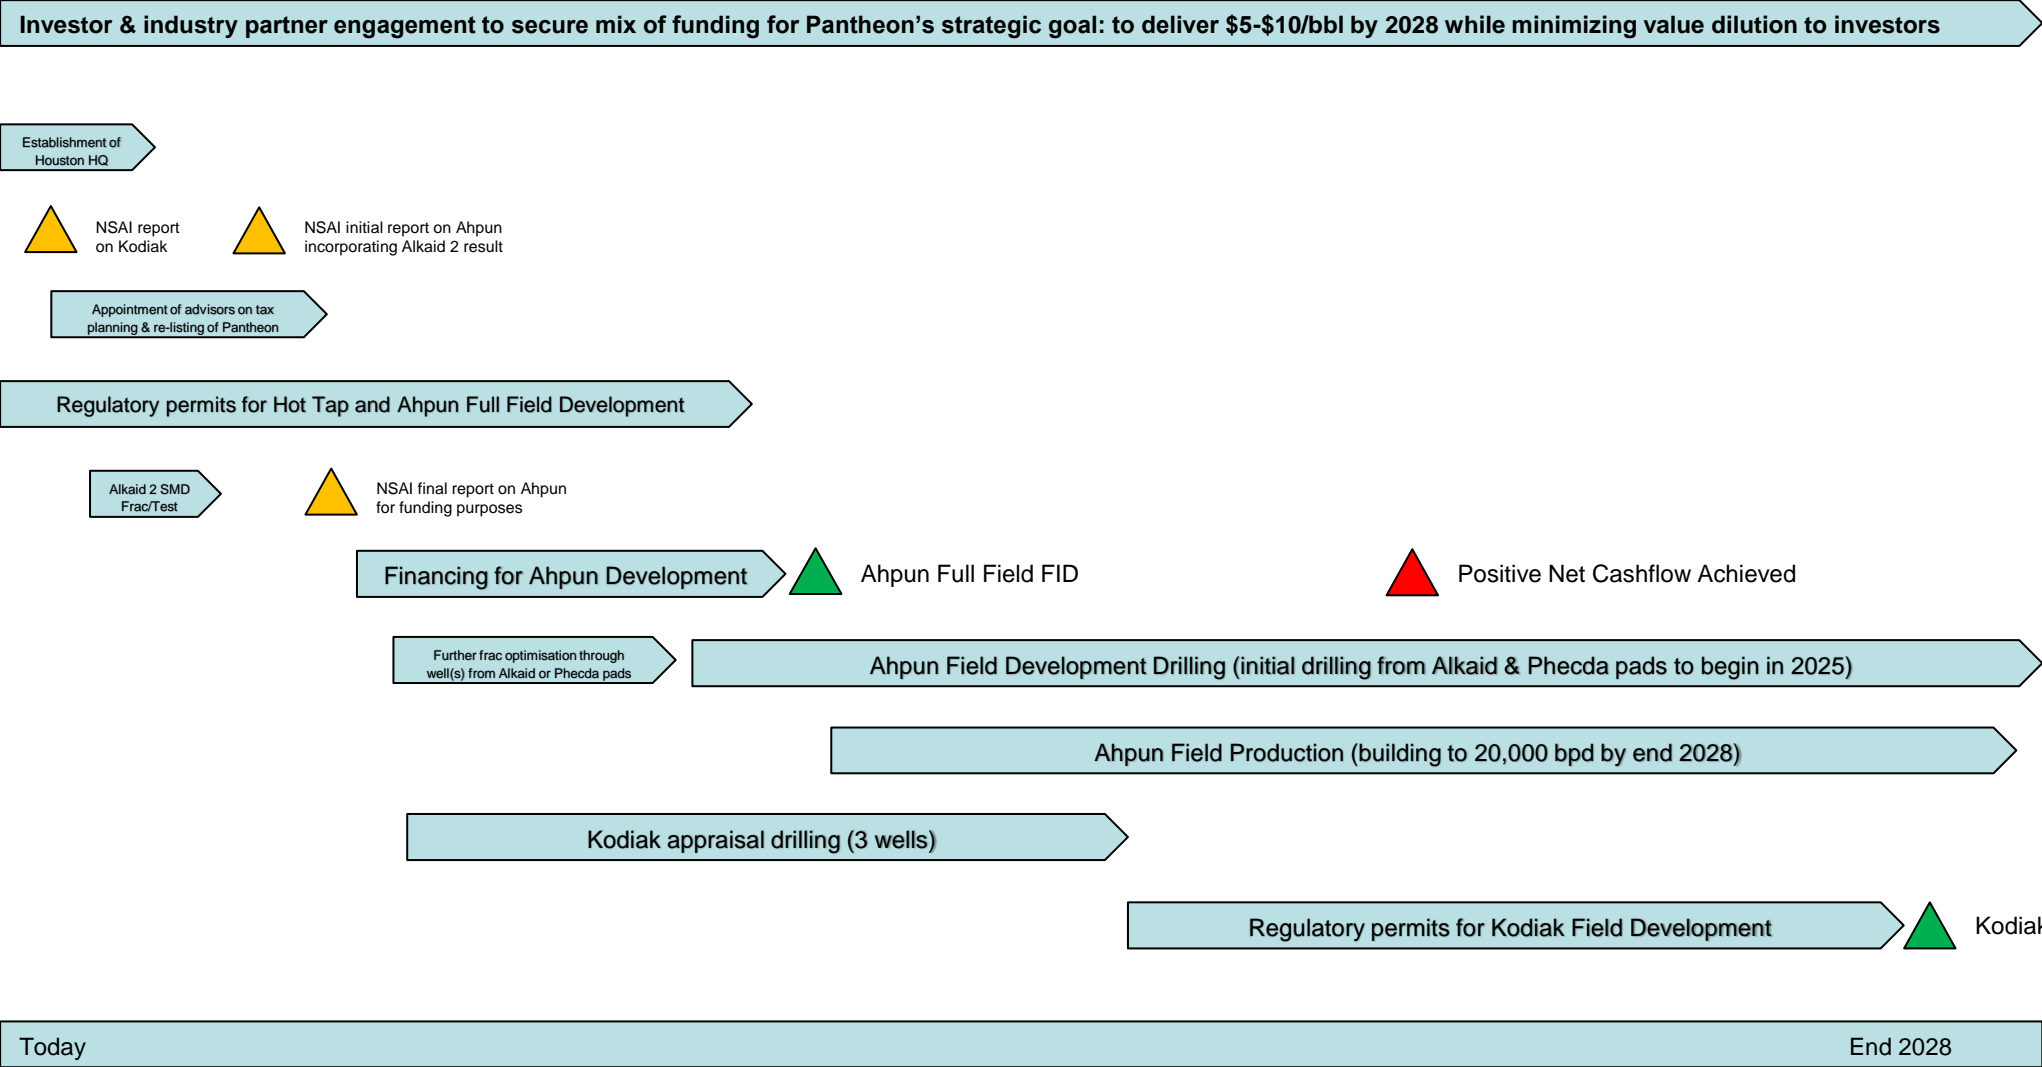 Investor & industry partner engagement to secure mix of funding for Pantheon’s strategic goal: to deliver $5-$10/bbl by 2028 while minimizing value dilution to investors
Establishment of
Houston HQ
NSAI report
on Kodiak
NSAI initial report on Ahpun
incorporating Alkaid 2 result
Appointment of advisors on tax
planning & re-listing of Pantheon
Regulatory permits for Hot Tap and Ahpun Full Field Development
Alkaid 2 SMD
Frac/Test
NSAI final report on Ahpun
for funding purposes
Financing for Ahpun Development
Ahpun Full Field FID
Positive Net Cashflow Achieved
Further frac optimisation through
well(s) from Alkaid or Phecda pads
Ahpun Field Development Drilling (initial drilling from Alkaid & Phecda pads to begin in 2025)
Ahpun Field Production (building to 20,000 bpd by end 2028)
Kodiak appraisal drilling (3 wells)
Regulatory permits for Kodiak Field Development
Kodiak
Today
End 2028